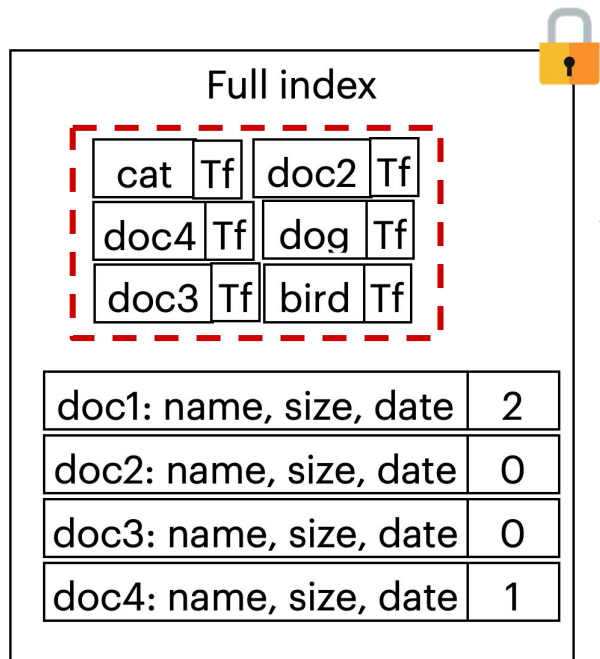 Full index
cat Tf doc2 Tf
doc4 Tf dog Tf
doc3 Tf bird Tf
doc1: name, size, date 2
doc2: name, size, date 0
doc3: name, size, date 0
doc4: name, size, date 1